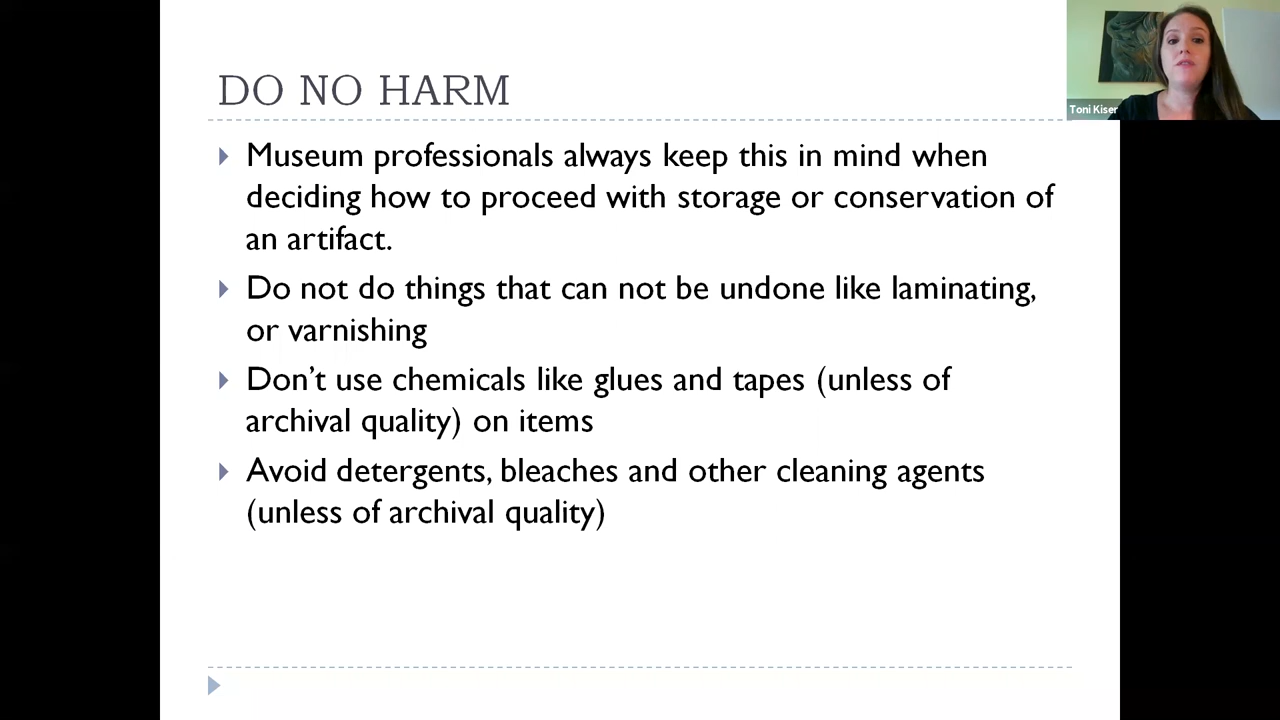 DO NO HARM
Toni Kiser
Museum professionals always keep this in mind when
deciding how to proceed with storage or conservation of
an artifact.
Do not do things that can not be undone like laminating,
or varnishing
Don't use chemicals like glues and tapes (unless of
archival quality) on items
Avoid detergents, bleaches and other cleaning agents
(unless of archival quality)